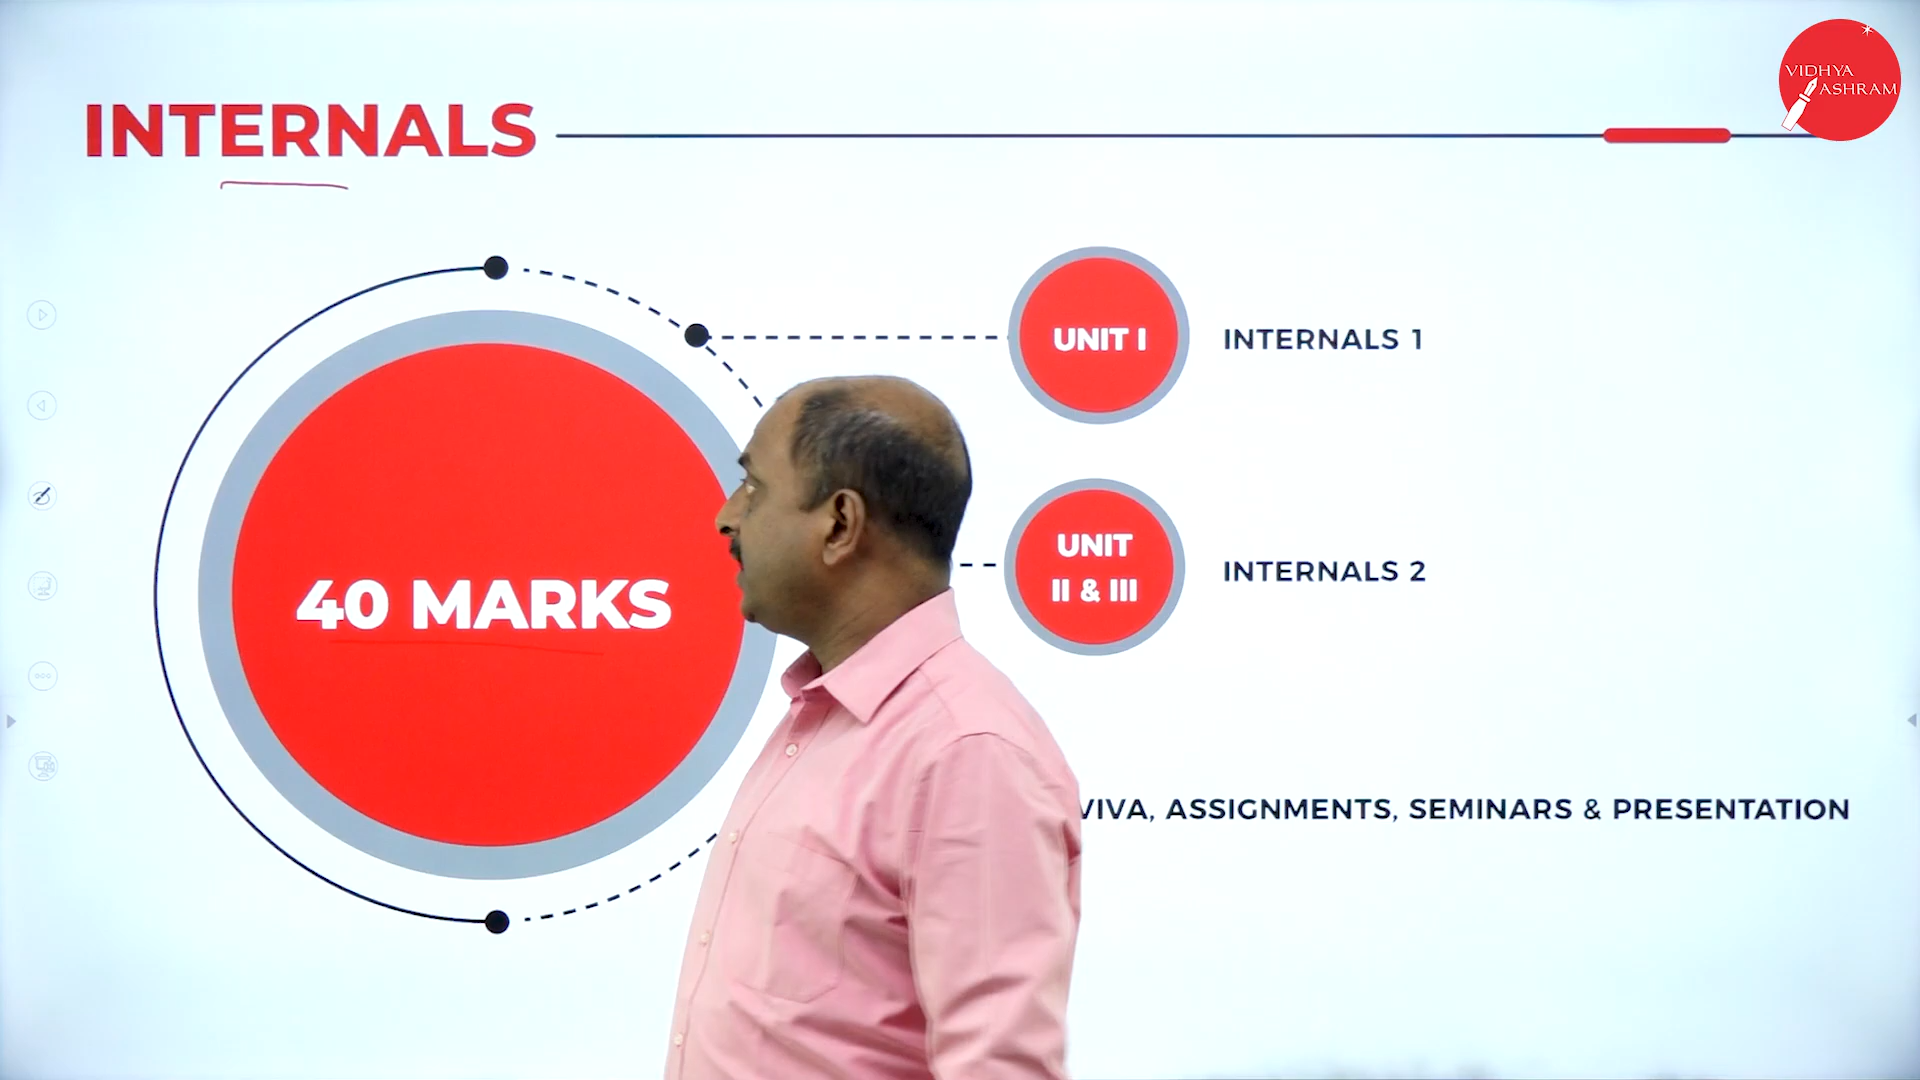 VIDHYA
ASHRAM
INTERNALS
UNIT I
INTERNALS 1
UNIT
II & III
INTERNALS 2
40 MARKS
VIVA, ASSIGNMENTS, SEMINARS & PRESENTATION